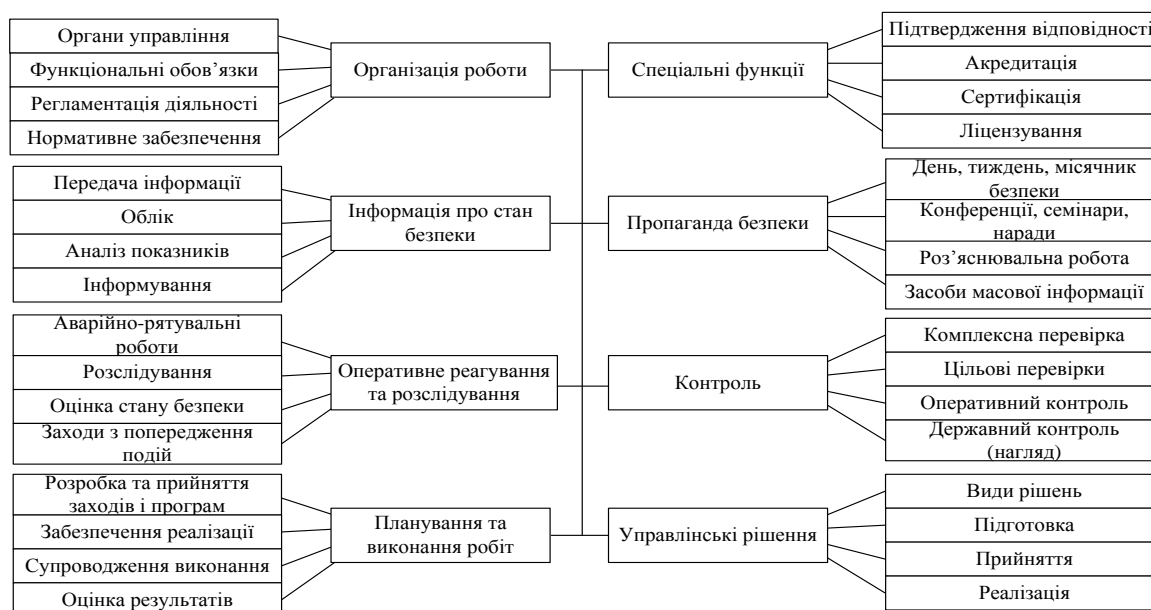 Органи управління
Функціональні обов’язки
Регламентація діяльності
Нормативне забезпечення
Організація роботи
Спеціальні функції
Підтвердження відповідності
Акредитація
Сертифікація
Ліцензування
Передача інформації
Облік
Аналіз показників
Інформування
Інформація про стан
безпеки
Пропаганда безпеки
День, тиждень, місячник
безпеки
Конференції, семінари,
наради
Роз’яснювальна робота
Засоби масової інформації
Аварійно-рятувальні
роботи
Розслідування
Оцінка стану безпеки
Заходи з попередження
подій
Оперативне реагування
та розслідування
Контроль
Комплексна перевірка
Цільові перевірки
Оперативний контроль
Державний контроль
(нагляд)
Розробка та прийняття
заходів і програм
Забезпечення реалізації
Супроводження виконання
Оцінка результатів
Планування та
виконання робіт
Управлінські рішення
Види рішень
Підготовка
Прийняття
Реалізація